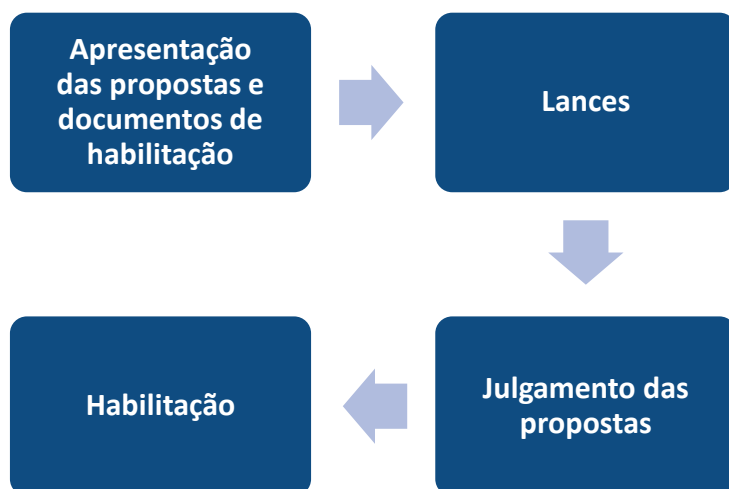 Apresentação
das propostas e
documentos de
habilitação
Lances
Julgamento das
propostas
Habilitação